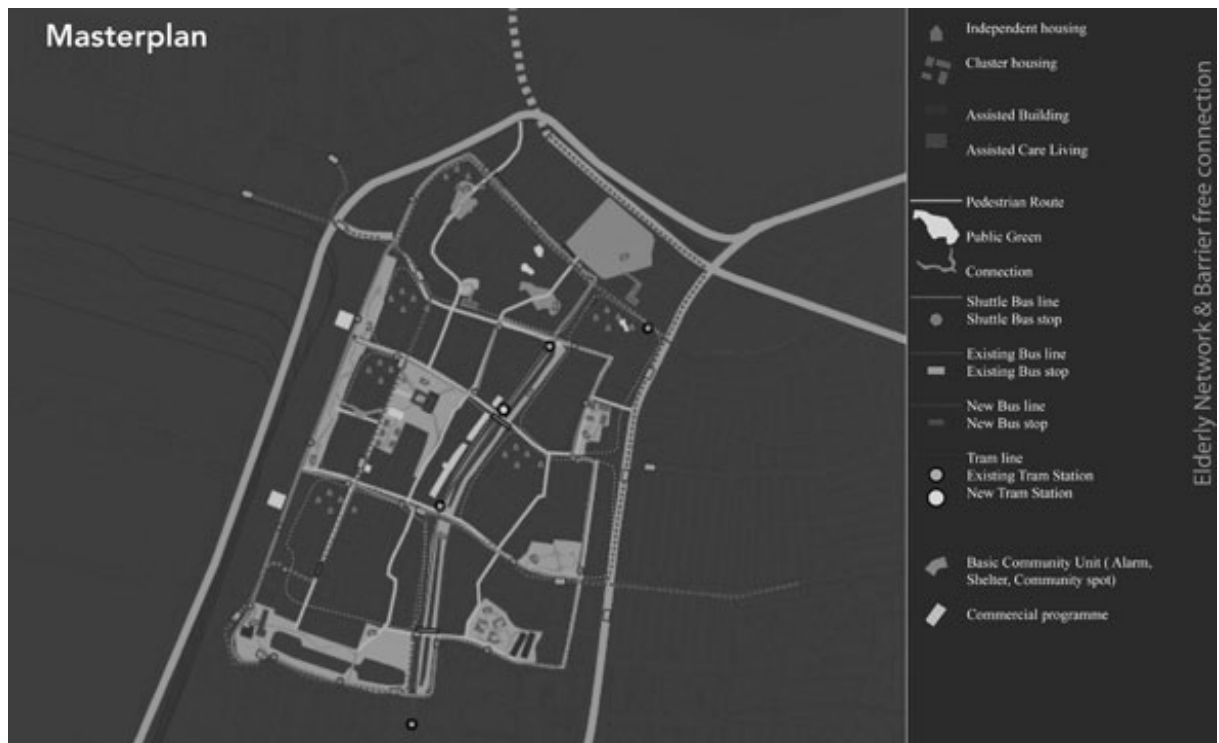 Masterplan
Independent housing
Cluster housing
Assisted Building
Assisted Care Living
Pedestrian Route
Public Green
Connection
Shuttle Bus line
Shuttle Bus stop
Existing Bus line
Existing Bus stop
New Bus line
New Bus stop
Tram line
Existing Tram Station
New Tram Station
Basic Community Unit ( Alarm,
Shelter, Community spot)
Commercial programme
Elderly Network & Barrier free connection